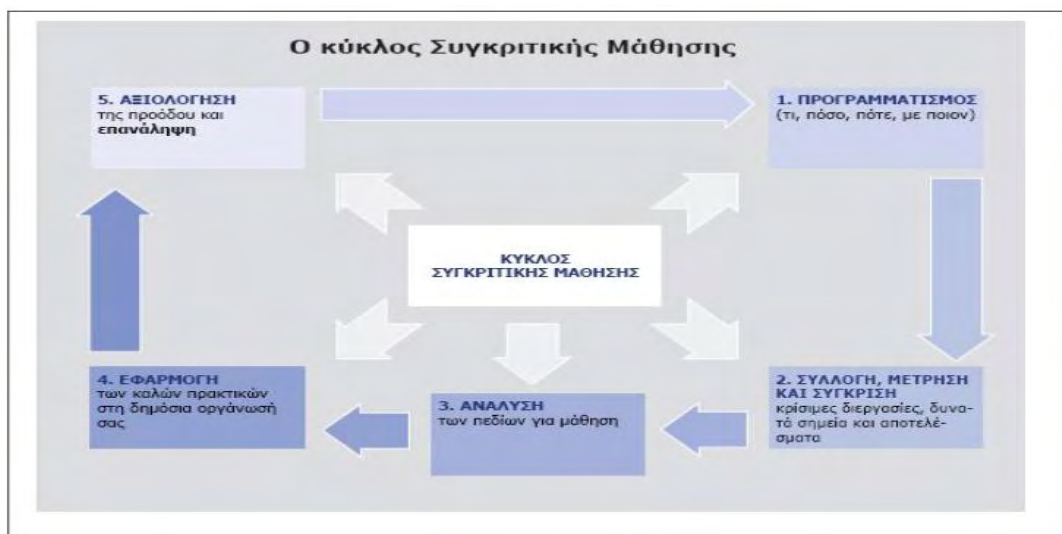 Ο κύκλος Συγκριτικής Μάθησης
5. ΑΞΙΟΛΟΓΗΣΗ
της προόδου και
επανάληψη
1. ΠΡΟΓΡΑΜΜΑΤΙΣΜΟΣ
(τι, πόσο, πότε, με ποιον)
ΚΥΚΛΟΣ
ΣΥΓΚΡΙΤΙΚΗΣ ΜΑΘΗΣΗΣ
2. ΣΥΛΛΟΓΗ, ΜΕΤΡΗΣΗ
ΚΑΙ ΣΥΓΚΡΙΣΗ
κρίσιμες διεργασίες, δυνα-
τά σημεία και αποτελέ-
σματα
3. ΑΝΑΛΥΣΗ
των πεδίων για μάθηση
4. ΕΦΑΡΜΟΓΗ
των καλών πρακτικών
στη δημόσια οργάνωσή
σας